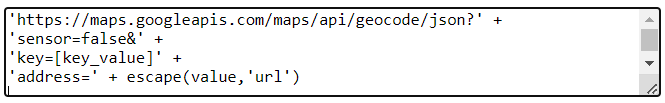 'https://maps.googleapis.com/maps/api/geocode/json?' +
'sensor=false&' +
'key=[key_value]' +
'address=' + escape(value,'url')